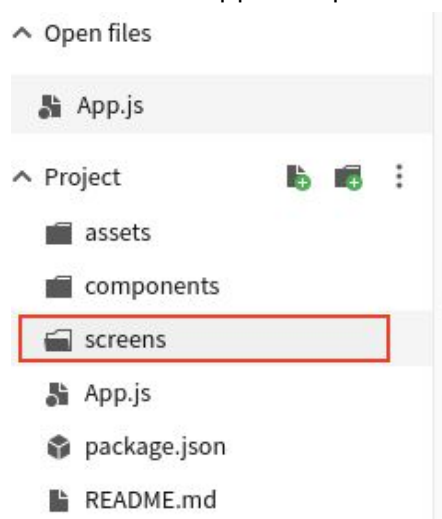 Open files
App.js
Project
assets
components
screens
App.js
package.json
README.md